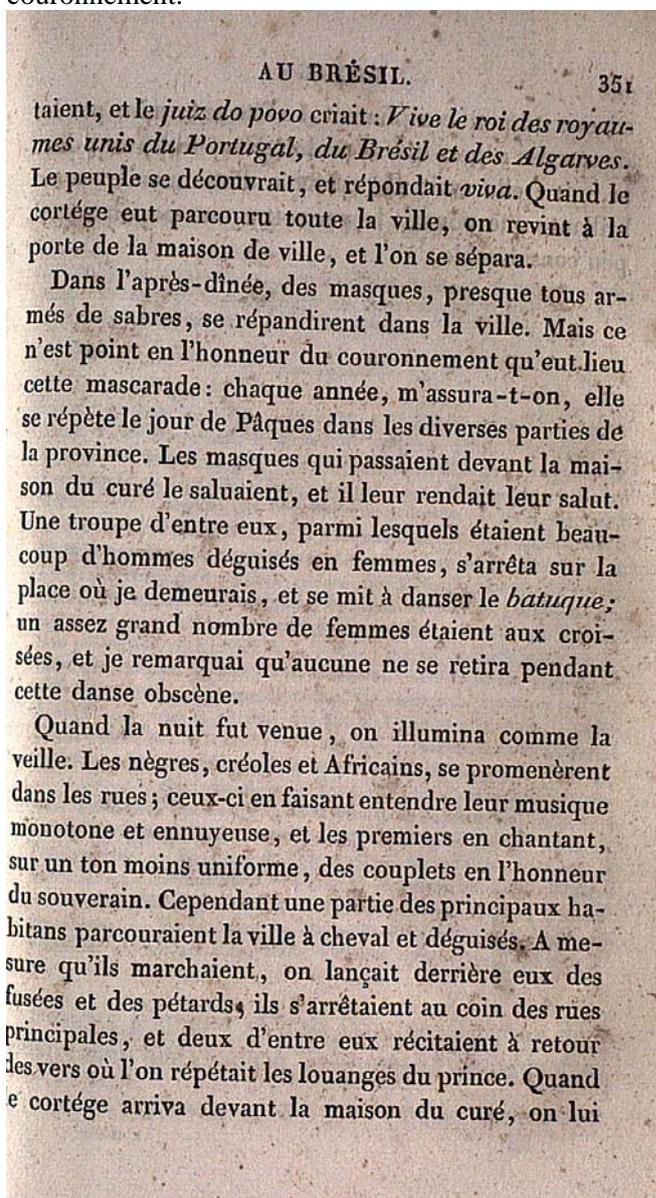 couronnement.
AU BRÉSIL. 351
taient, et le juiz do povo criait : Vive le roi des royau-
mes unis du Portugal, du Brésil et des Algarves.
Le peuple se découvrait, et répondait viva. Quand le
cortége eut parcouru toute la ville, on revint à la
porte de la maison de ville, et l'on se sépara.
Dans l'après-dînée, des masques, presque tous ar-
més de sabres, se répandirent dans la ville. Mais ce
n'est point en l'honneur du couronnement qu'eut lieu
cette mascarade : chaque année, m'assura-t-on, elle
se répète le jour de Pâques dans les diverses parties de
la province. Les masques qui passaient devant la mai-
son du curé le saluaient, et il leur rendait leur salut.
Une troupe d'entre eux, parmi lesquels étaient beau-
coup d'hommes déguisés en femmes, s'arrêta sur la
place où je demeurais, et se mit à danser le batuque;
un assez grand nombre de femmes étaient aux croi-
sées, et je remarquai qu'aucune ne se retira pendant
cette danse obscène.
Quand la nuit fut venue, on illumina comme la
veille. Les nègres, créoles et Africains, se promenèrent
dans les rues; ceux-ci en faisant entendre leur musique
monotone et ennuyeuse, et les premiers en chantant,
sur un ton moins uniforme, des couplets en l'honneur
du souverain. Cependant une partie des principaux ha-
bitans parcouraient la ville à cheval et déguisés. A me-
sure qu'ils marchaient, on lançait derrière eux des
fusées et des pétards; ils s'arrêtaient au coin des rues
principales, et deux d'entre eux récitaient à retour
des vers où l'on répétait les louanges du prince. Quand
e cortége arriva devant la maison du curé, on lui